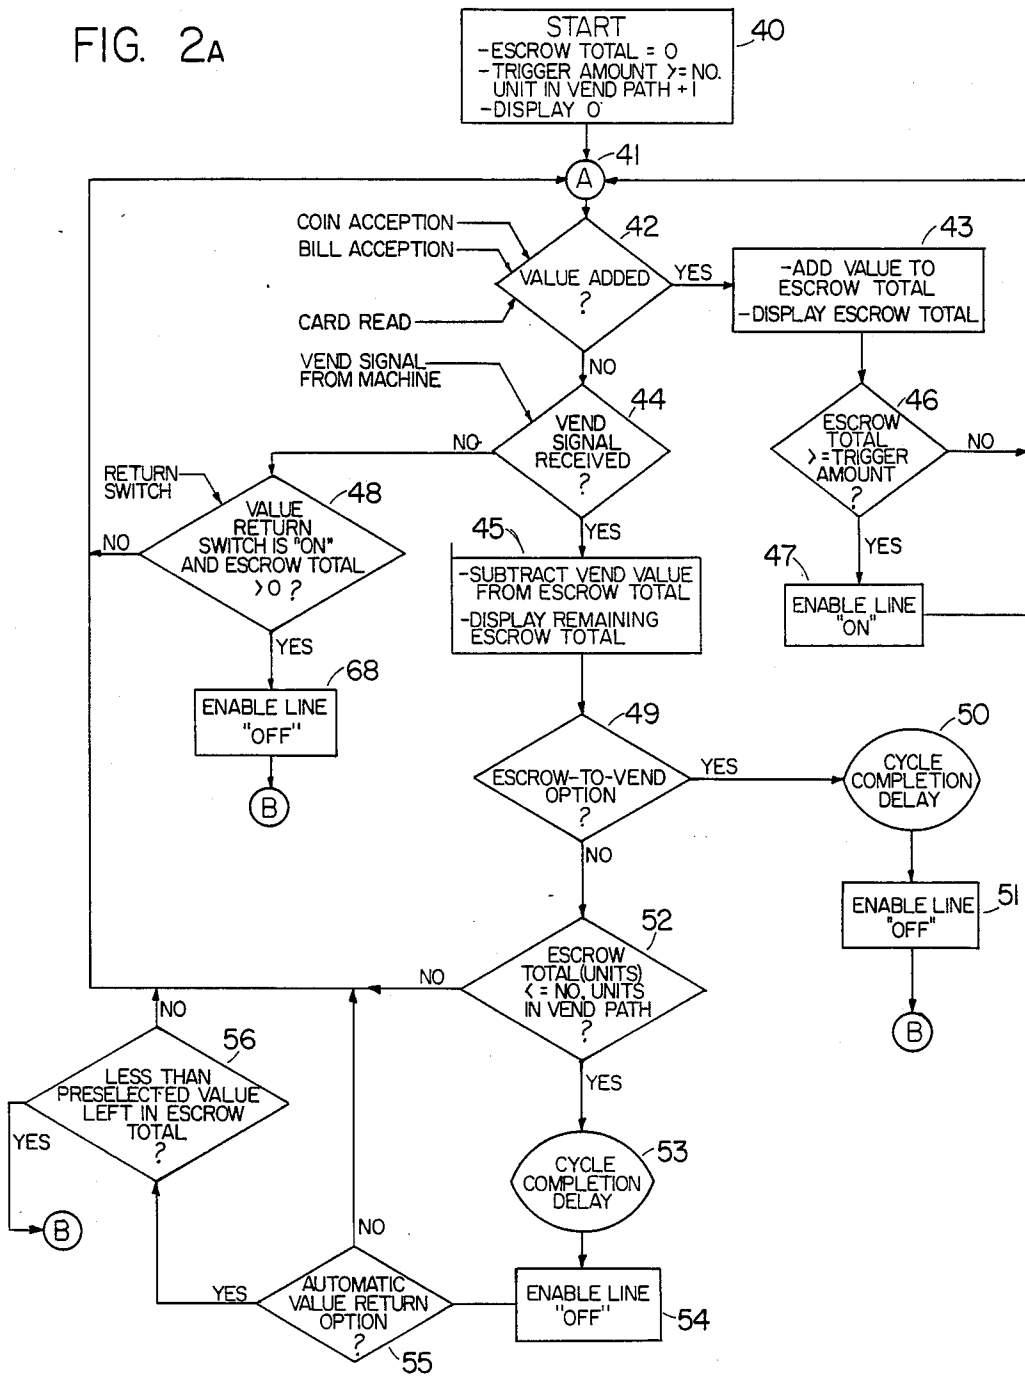 FIG. 2A
START
-ESCROW TOTAL = 0
-TRIGGER AMOUNT >= NO.
UNIT IN VEND PATH +1
-DISPLAY 0
40
41
A
COIN ACCEPTION
BILL ACCEPTION
CARD READ
42
VALUE ADDED
?
YES
NO
43
-ADD VALUE TO
ESCROW TOTAL
-DISPLAY ESCROW TOTAL
VEND SIGNAL
FROM MACHINE
44
VEND
SIGNAL
RECEIVED
?
NO
YES
46
ESCROW
TOTAL
>=TRIGGER
AMOUNT
?
NO
YES
RETURN
SWITCH
48
VALUE
RETURN
SWITCH IS "ON"
AND ESCROW TOTAL
>0 ?
NO
YES
45
-SUBTRACT VEND VALUE
FROM ESCROW TOTAL
-DISPLAY REMAINING
ESCROW TOTAL
47
ENABLE LINE
"ON"
68
ENABLE LINE
"OFF"
B
49
ESCROW-TO-VEND
OPTION
?
YES
NO
50
CYCLE
COMPLETION
DELAY
51
ENABLE LINE
"OFF"
B
52
ESCROW
TOTAL(UNITS)
<= NO. UNITS
IN VEND PATH
?
NO
YES
NO
56
LESS THAN
PRESELECTED VALUE
LEFT IN ESCROW
TOTAL
?
YES
B
53
CYCLE
COMPLETION
DELAY
NO
YES
AUTOMATIC
VALUE RETURN
OPTION
?
55
ENABLE LINE
"OFF"
54